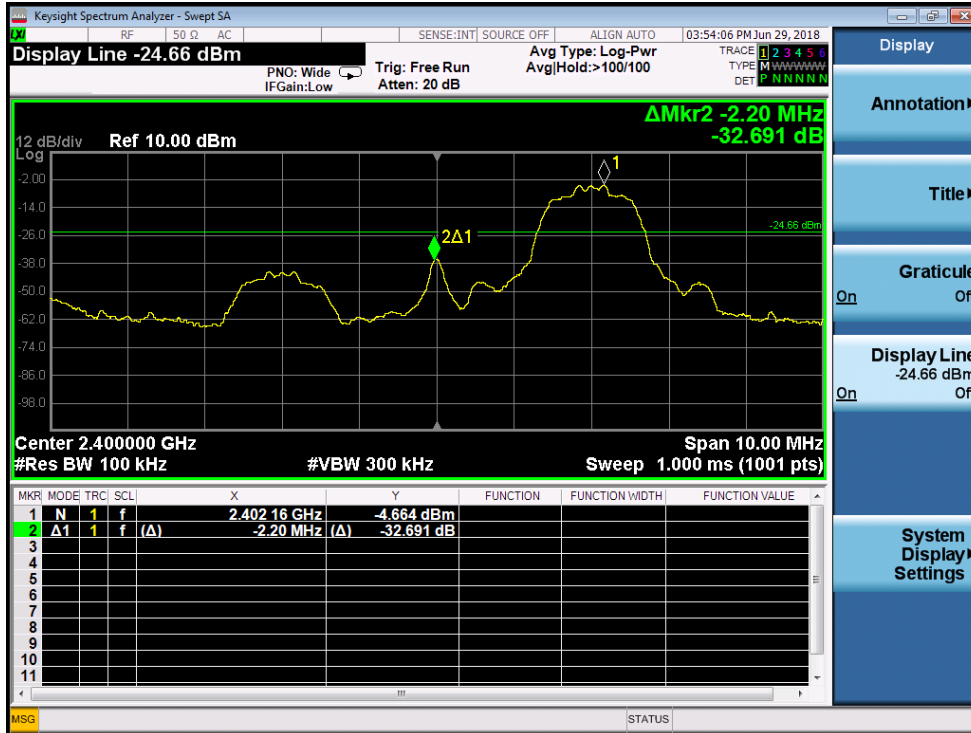 Keysight Spectrum Analyzer - Swept SA
LXI RF 50 Ω AC SENSE:INT SOURCE OFF ALIGN AUTO 03:54:06 PM Jun 29, 2018
Display Line -24.66 dBm
PNO: Wide
IFGain:Low
Trig: Free Run
Atten: 20 dB
Avg Type: Log-Pwr
Avg|Hold:>100/100
TRACE 1 2 3 4 5 6
TYPE M W W W W W
DET P N N N N N
ΔMkr2 -2.20 MHz
-32.691 dB
12 dB/div Ref 10.00 dBm
Log
1
-2.00
-14.0
-24.66 dBm
-26.0
2Δ1
-38.0
-50.0
-62.0
-74.0
-86.0
-98.0
Center 2.400000 GHz Span 10.00 MHz
#Res BW 100 kHz #VBW 300 kHz Sweep 1.000 ms (1001 pts)
MKR MODE TRC SCL X Y FUNCTION FUNCTION WIDTH FUNCTION VALUE
1 N 1 f 2.402 16 GHz -4.664 dBm
2 Δ1 1 f (Δ) -2.20 MHz (Δ) -32.691 dB
3
4
5
6
7
8
9
10
11
MSG STATUS
Display
Annotation
Title
Graticule
On Of
Display Line
-24.66 dBm
On Of
System
Display
Settings